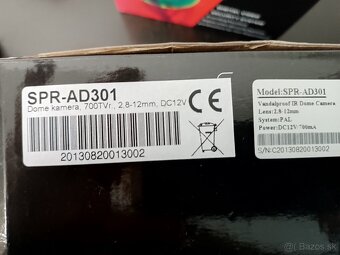 SPR-AD301
Dome kamera, 700TVr., 2.8-12mm, DC12V
CE
20130820013002
Model:SPR-AD301
Vandalproof IR Dome Camera
Lens:2.8-12mm
System:PAL
Power:DC12V/700mA
S/N:C20130820013002
Bazos.sk